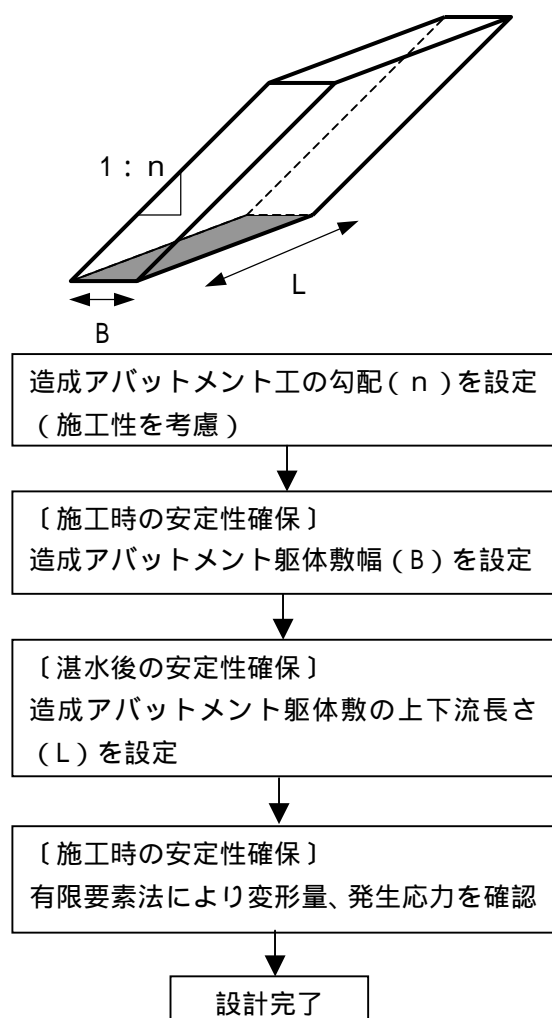 1：n
L
B
造成アバットメント工の勾配（n）を設定
（施工性を考慮）
〔施工時の安定性確保〕
造成アバットメント躯体敷幅（B）を設定
〔湛水後の安定性確保〕
造成アバットメント躯体敷の上下流長さ
（L）を設定
〔施工時の安定性確保〕
有限要素法により変形量、発生応力を確認
設計完了